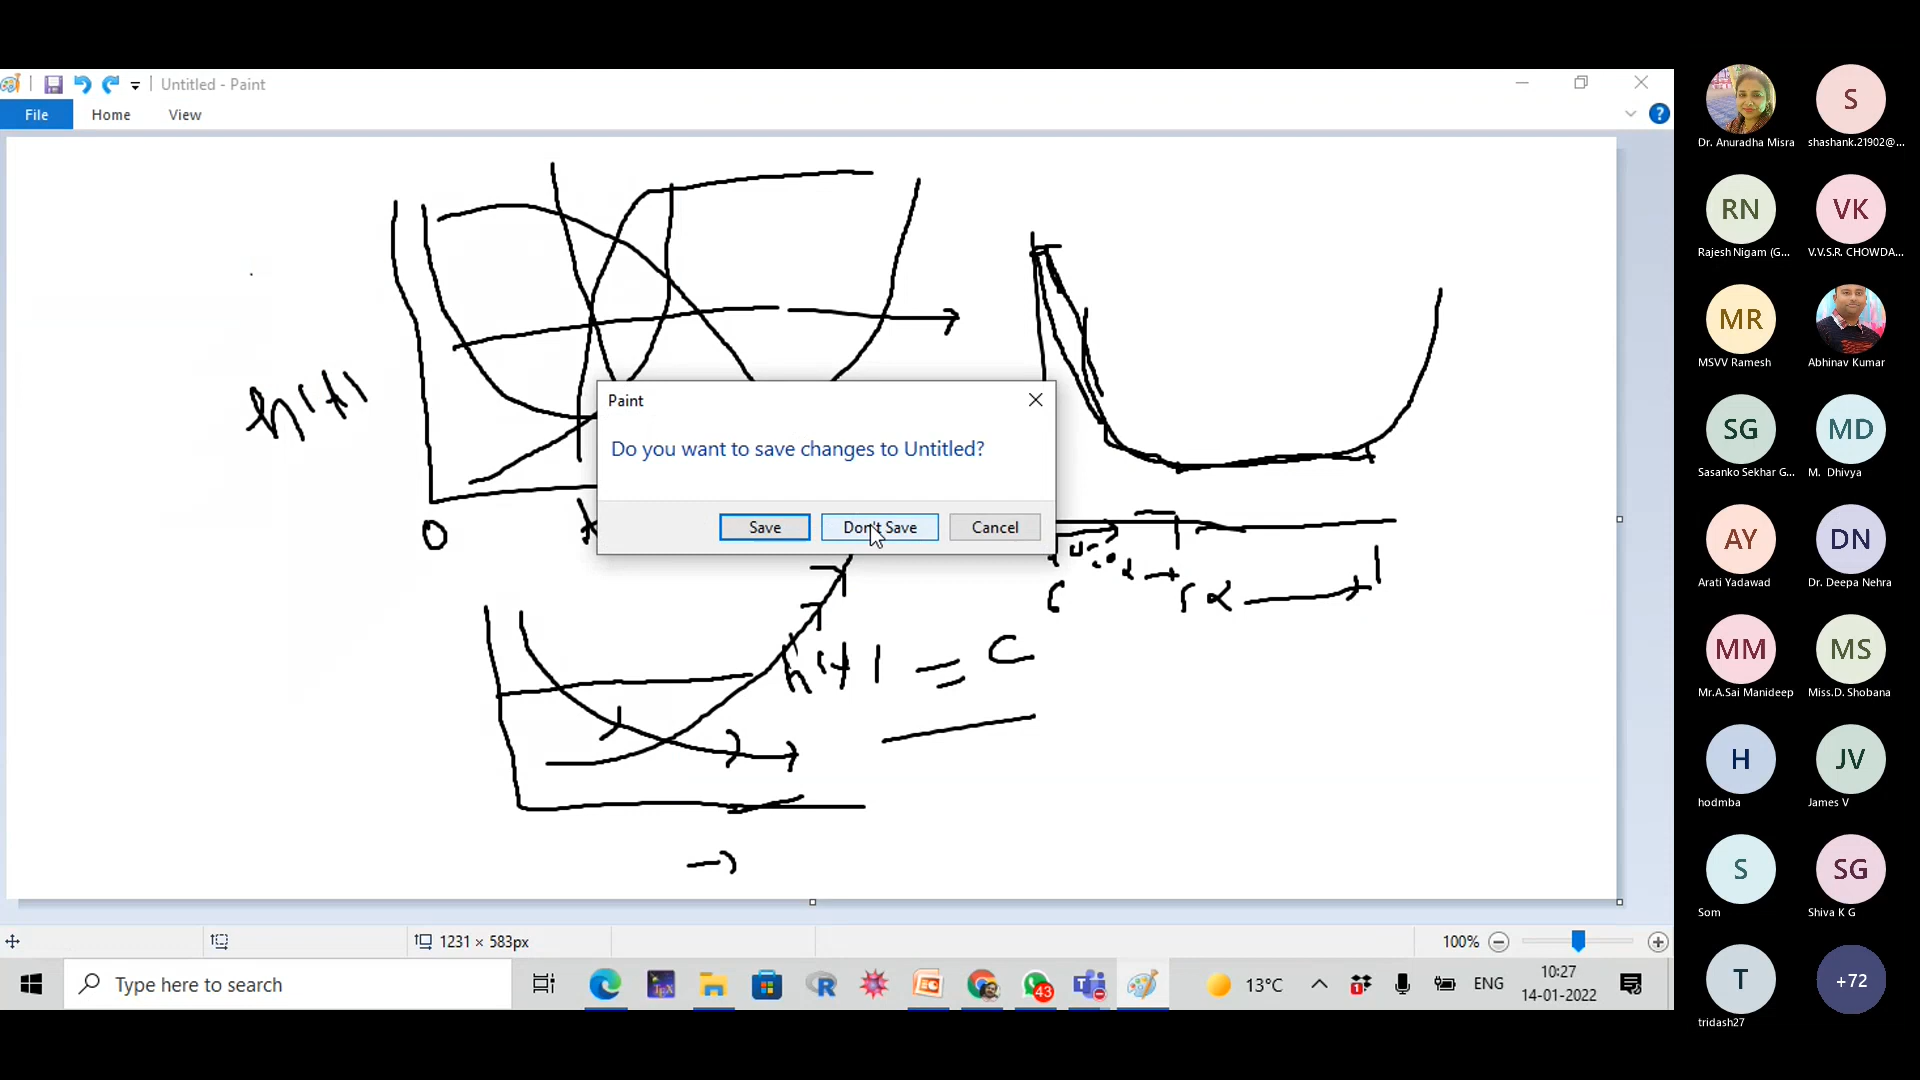 Untitled - Paint
File Home View
h(t)
0
Paint
Do you want to save changes to Untitled?
Save Don't Save Cancel
h(t) = C
1231 × 583px
100%
Type here to search
43
13°C
1
ENG
10:27
14-01-2022
Dr. Anuradha Misra
S
shashank.21902@...
RN
Rajesh Nigam (G...
VK
V.V.S.R. CHOWDA...
MR
MSVV Ramesh
Abhinav Kumar
SG
Sasanko Sekhar G...
MD
M. Dhivya
AY
Arati Yadawad
DN
Dr. Deepa Nehra
MM
Mr.A.Sai Manideep
MS
Miss.D. Shobana
H
hodmba
JV
James V
S
Som
SG
Shiva K G
T
tridash27
+72